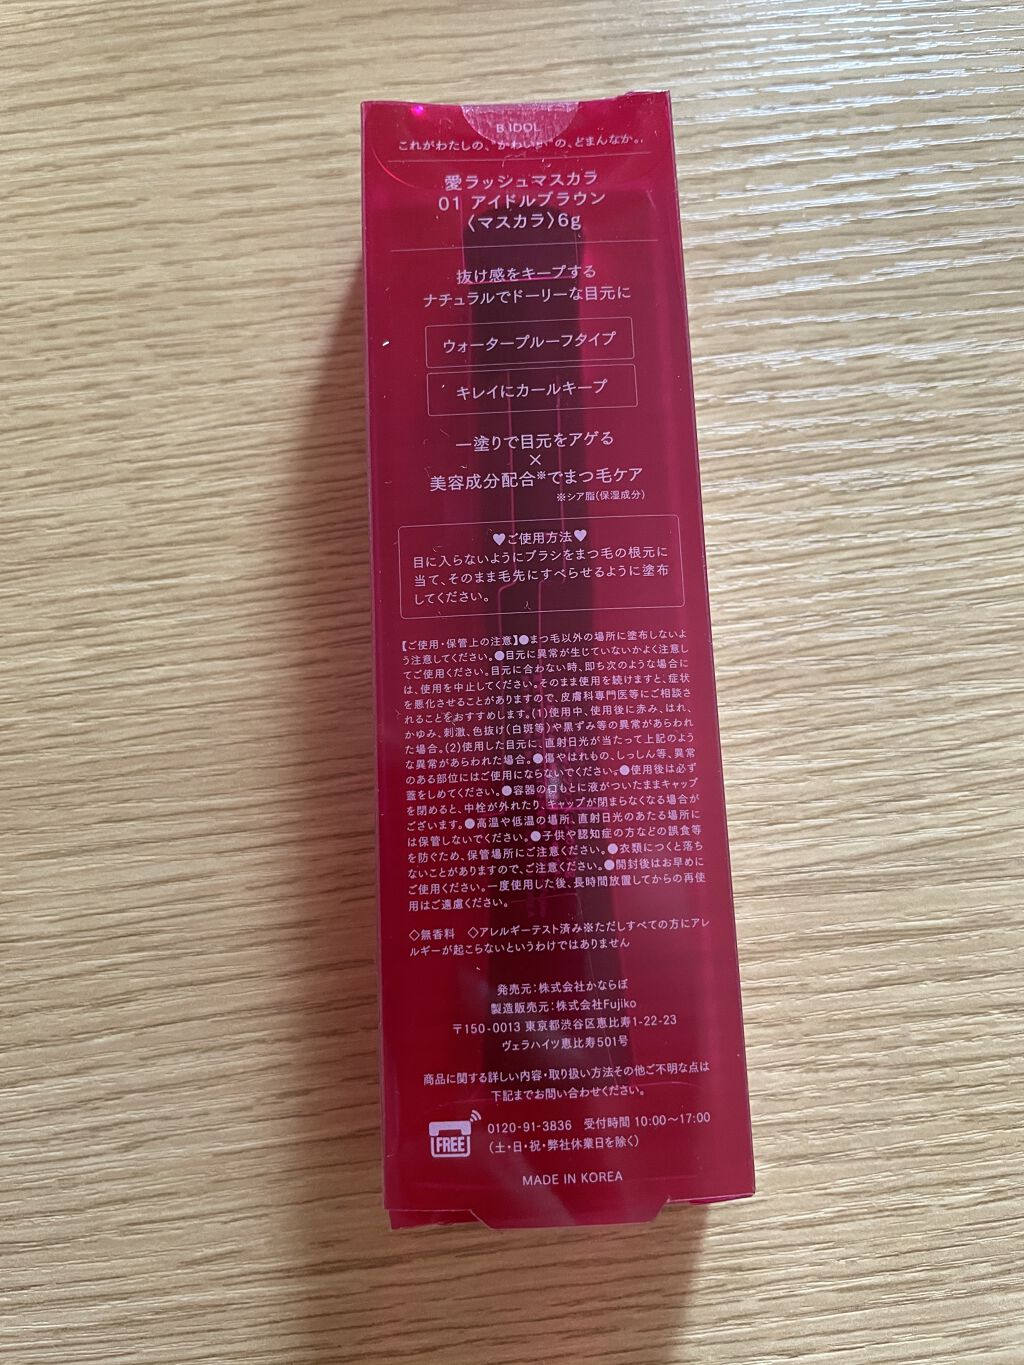 B IDOL
これがわたしの、"かわいい"の、どまんなか。
愛ラッシュマスカラ
01 アイドルブラウン
〈マスカラ〉6g
抜け感をキープする
ナチュラルでドーリーな目元に
ウォータープルーフタイプ
キレイにカールキープ
一塗りで目元をアゲる
×
美容成分配合※でまつ毛ケア
※シア脂(保湿成分)
♥ご使用方法♥
目に入らないようにブラシをまつ毛の根元に
当て、そのまま毛先にすべらせるように塗布
してください。
【ご使用・保管上の注意】●まつ毛以外の場所に塗布しないよ
う注意してください。●目元に異常が生じていないかよく注意し
てご使用ください。目元に合わない時、即ち次のような場合に
は、使用を中止してください。そのまま使用を続けますと、症状
を悪化させることがありますので、皮膚科専門医等にご相談さ
れることをおすすめします。(1)使用中、使用後に赤み、はれ、
かゆみ、刺激、色抜け(白斑等)や黒ずみ等の異常があらわれ
た場合。(2)使用した目元に、直射日光が当たって上記のよう
な異常があらわれた場合。●傷やはれもの、しっしん等、異常
のある部位にはご使用にならないでください。●使用後は必ず
蓋をしめてください。●容器の口もとに液がついたままキャップ
を閉めると、中栓が外れたり、キャップが閉まらなくなる場合が
ございます。●高温や低温の場所、直射日光のあたる場所に
は保管しないでください。●子供や認知症の方などの誤食等
を防ぐため、保管場所にご注意ください。●衣類につくと落ち
ないことがありますので、ご注意ください。●開封後はお早めに
ご使用ください。一度使用した後、長時間放置してからの再使
用はご遠慮ください。
◇無香料　◇アレルギーテスト済み※ただしすべての方にアレ
ルギーが起こらないというわけではありません
発売元：株式会社かならぼ
製造販売元：株式会社Fujiko
〒150-0013 東京都渋谷区恵比寿1-22-23
ヴェラハイツ恵比寿501号
商品に関する詳しい内容・取り扱い方法その他ご不明な点は
下記までお問い合わせください。
FREE
0120-91-3836　受付時間 10:00〜17:00
(土・日・祝・弊社休業日を除く)
MADE IN KOREA